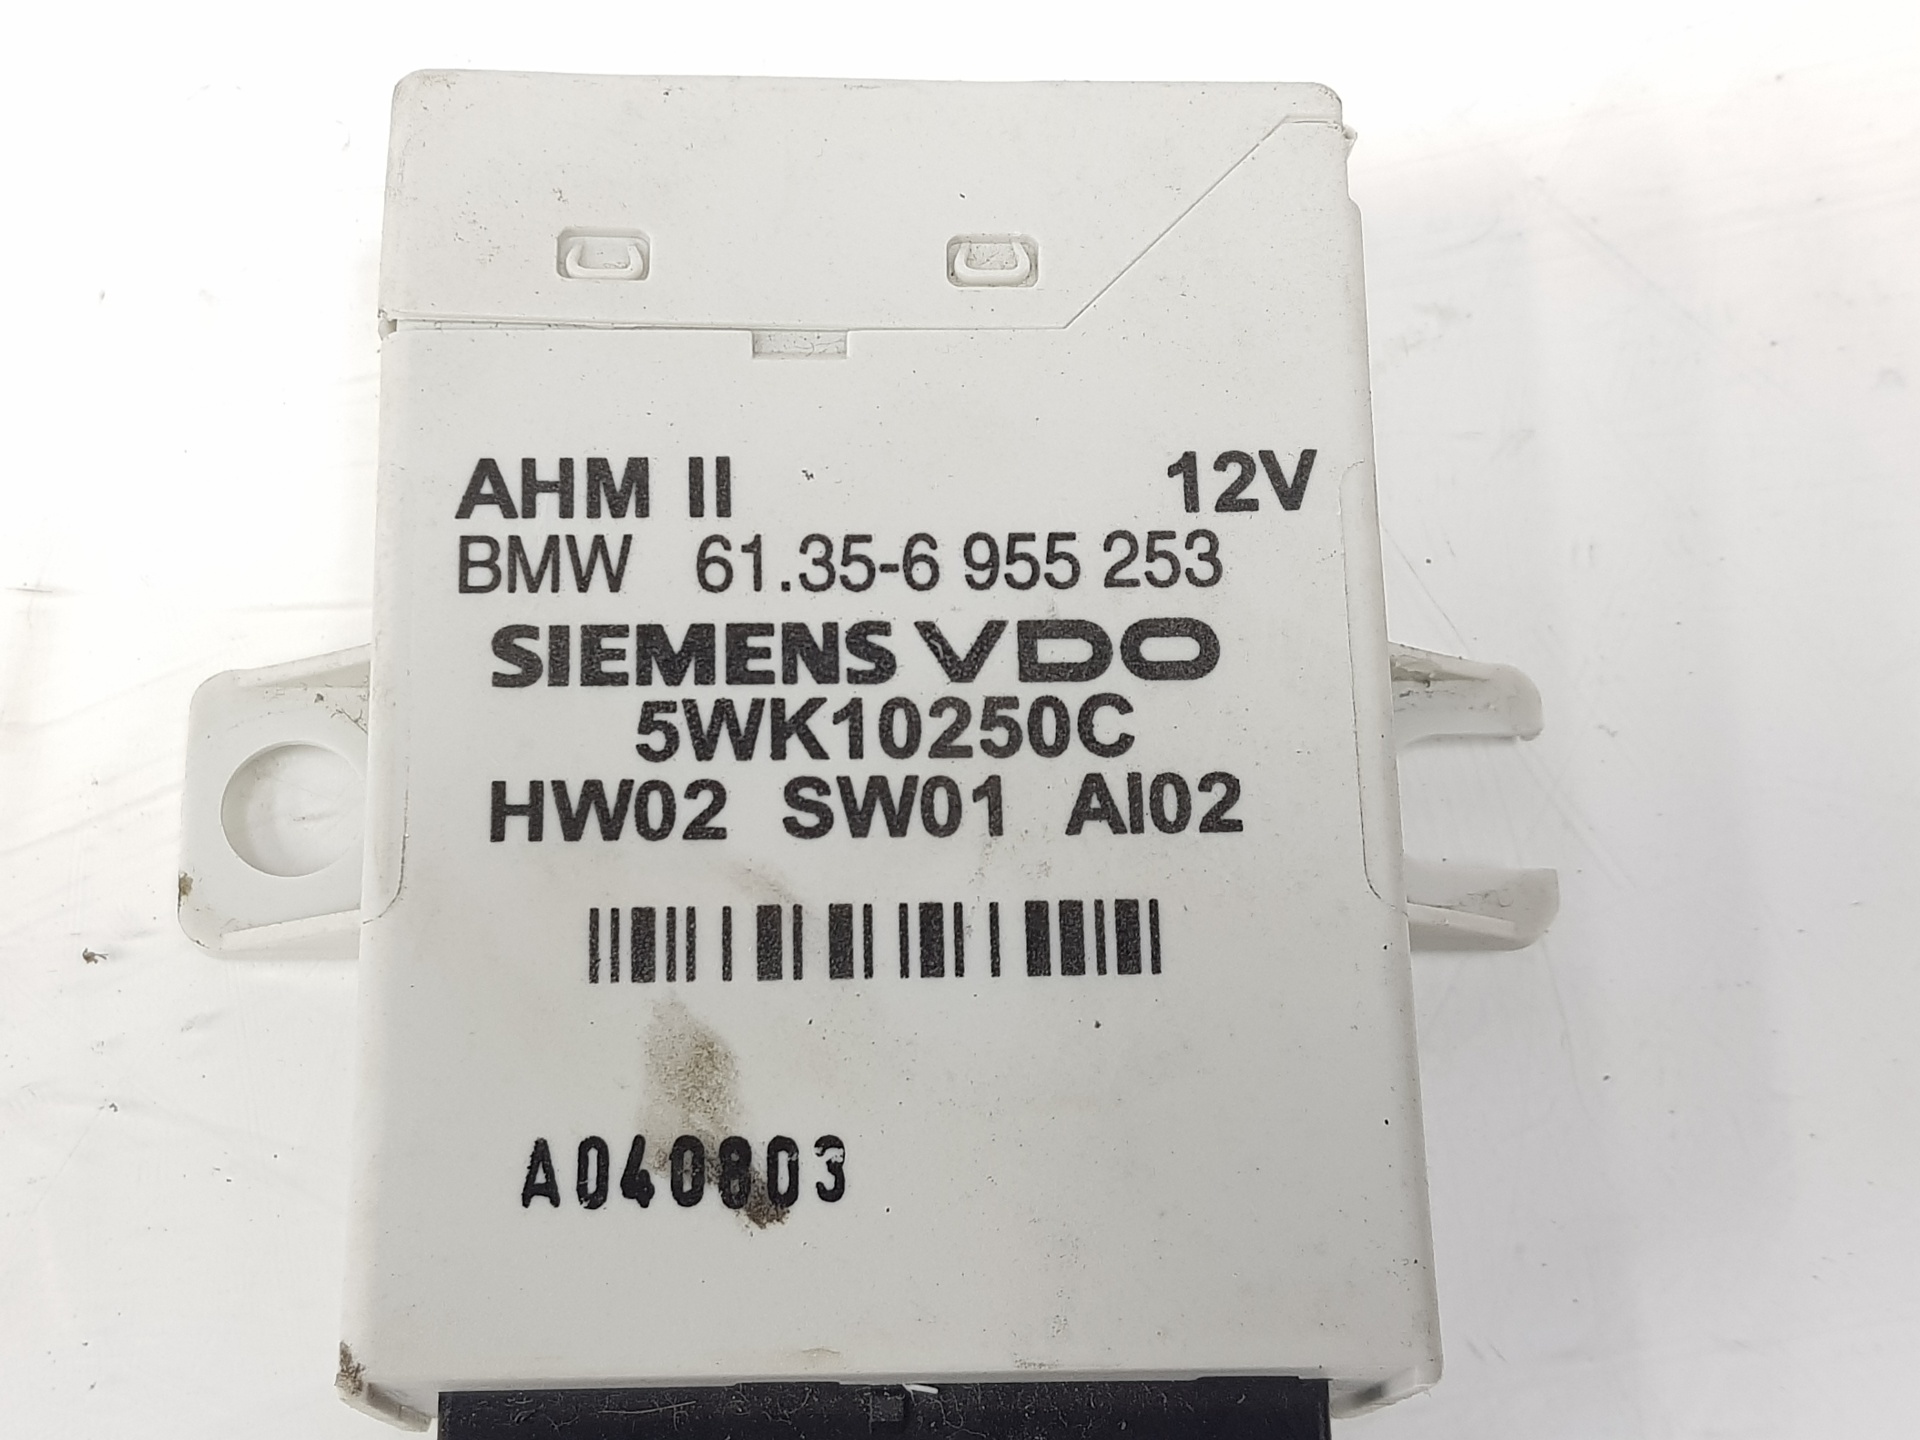 AHM II 12V
BMW 61.35-6 955 253
SIEMENS VDO
5WK10250C
HW02 SW01 AI02
A040803